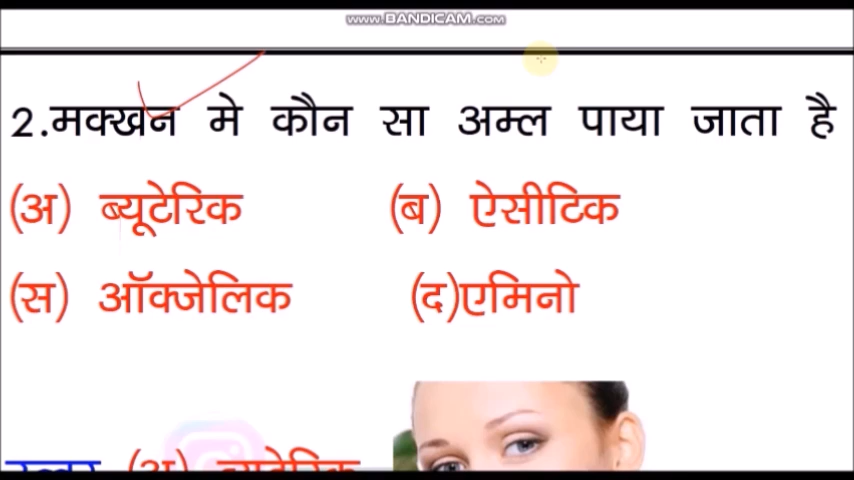 www.BANDICAM.com
2.मक्खन मे कौन सा अम्ल पाया जाता है
(अ) ब्यूटेरिक (ब) ऐसीटिक
(स) ऑक्जेलिक (द)एमिनो
(अ) ब्यूटेरिक